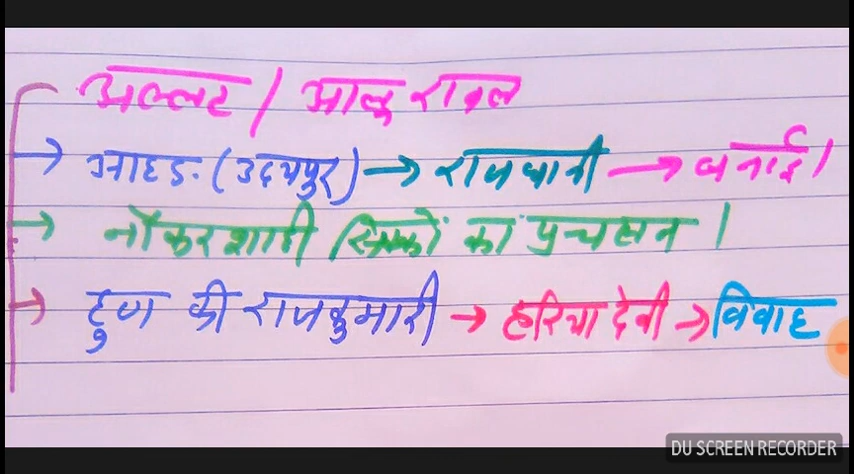 अल्लट / आलु रावल
→ आहड. (उदयपुर) → राजधानी → बनाई।
→ नौकरशाही सिक्कों का प्रचलन।
→ हुण की राजकुमारी → हरिया देवी → विवाह
DU SCREEN RECORDER